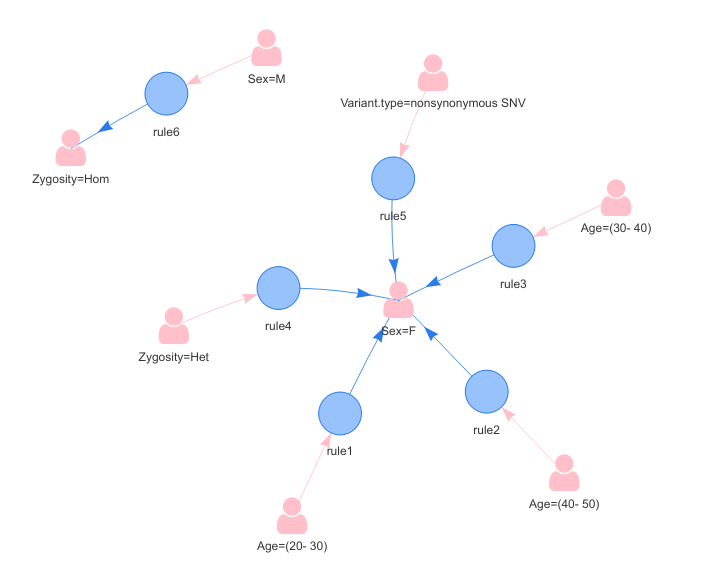 Sex=M
Variant.type=nonsynonymous SNV
rule6
Zygosity=Hom
rule5
Age=(30- 40)
rule3
rule4
Sex=F
Zygosity=Het
rule2
rule1
Age=(40- 50)
Age=(20- 30)